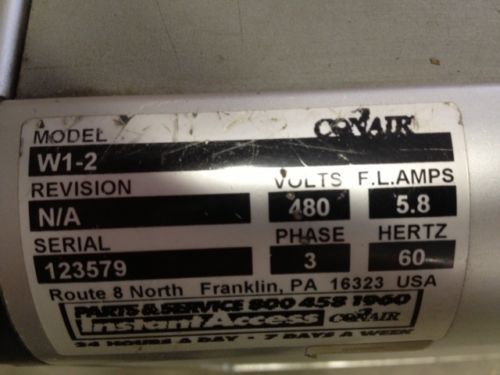 MODEL CONAIR
W1-2
REVISION VOLTS F.L.AMPS
N/A 480 5.8
SERIAL PHASE HERTZ
123579 3 60
Route 8 North Franklin, PA 16323 USA
PARTS & SERVICE 800 458 1960
Instant Access CONAIR
24 HOURS A DAY - 7 DAYS A WEEK